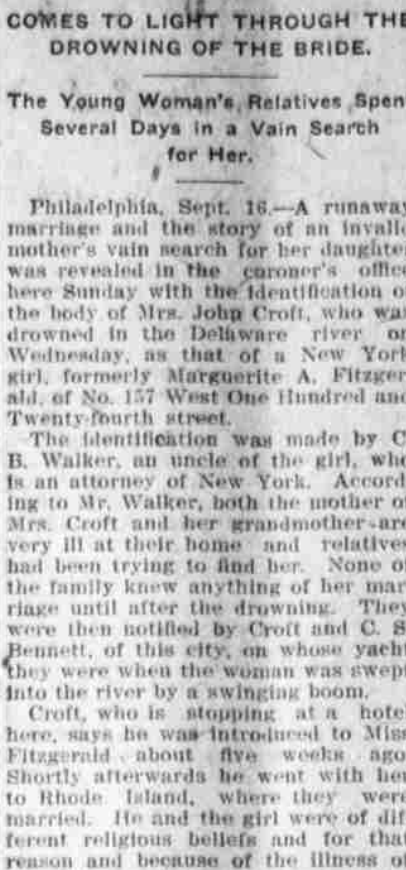 COMES TO LIGHT THROUGH THE
DROWNING OF THE BRIDE.
The Young Woman's Relatives Spen
Several Days in a Vain Search
for Her.
Philadelphia, Sept. 16.—A runaway
marriage and the story of an invali
mother's vain search for her daughte
was revealed in the coroner's offic
here Sunday with the identification o
the body of Mrs. John Croft, who wa
drowned in the Delaware river on
Wednesday, as that of a New York
girl, formerly Marguerite A. Fitzger
ald, of No. 157 West One Hundred and
Twenty-fourth street.
The identification was made by C
B. Walker, an uncle of the girl, who
is an attorney of New York. Accord
ing to Mr. Walker, both the mother of
Mrs. Croft and her grandmother are
very ill at their home and relatives
had been trying to find her. None of
the family knew anything of her mar
riage until after the drowning. They
were then notified by Croft and C. S
Bennett, of this city, on whose yacht
they were when the woman was swept
into the river by a swinging boom.
Croft, who is stopping at a hotel
here, says he was introduced to Miss
Fitzgerald about five weeks ago
Shortly afterwards he went with her
to Rhode Island, where they were
married. He and the girl were of dif
ferent religious beliefs and for that
reason and because of the illness of